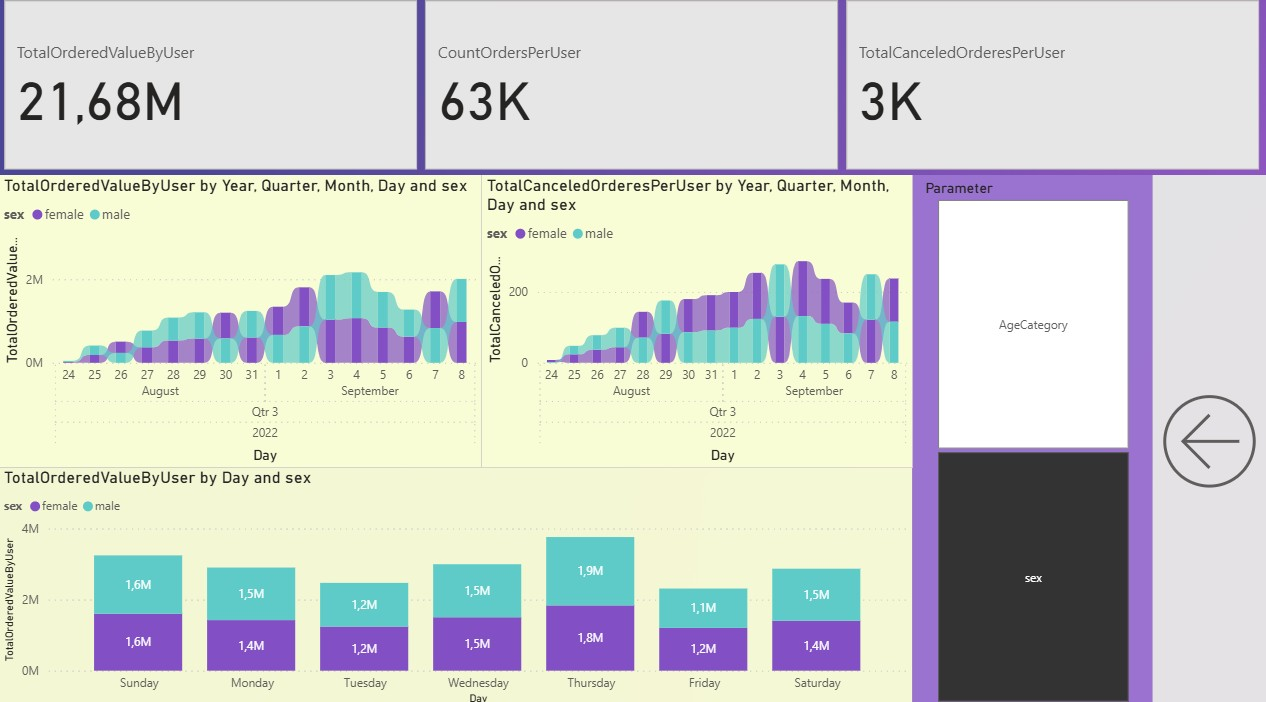 TotalOrderedValueByUser
21,68M
CountOrdersPerUser
63K
TotalCanceledOrderesPerUser
3K
TotalOrderedValueByUser by Year, Quarter, Month, Day and sex
sex female male
TotalOrderedValue...
2M
0M
24 25 26 27 28 29 30 31 1 2 3 4 5 6 7 8
August September
Qtr 3
2022
Day
TotalCanceledOrderesPerUser by Year, Quarter, Month,
Day and sex
sex female male
TotalCanceledO...
200
0
24 25 26 27 28 29 30 31 1 2 3 4 5 6 7 8
August September
Qtr 3
2022
Day
Parameter
AgeCategory
sex
TotalOrderedValueByUser by Day and sex
sex female male
TotalOrderedValueByUser
4M
2M
0M
1,6M 1,5M 1,2M 1,5M 1,9M 1,1M 1,5M
1,6M 1,4M 1,2M 1,5M 1,8M 1,2M 1,4M
Sunday Monday Tuesday Wednesday Thursday Friday Saturday
Day